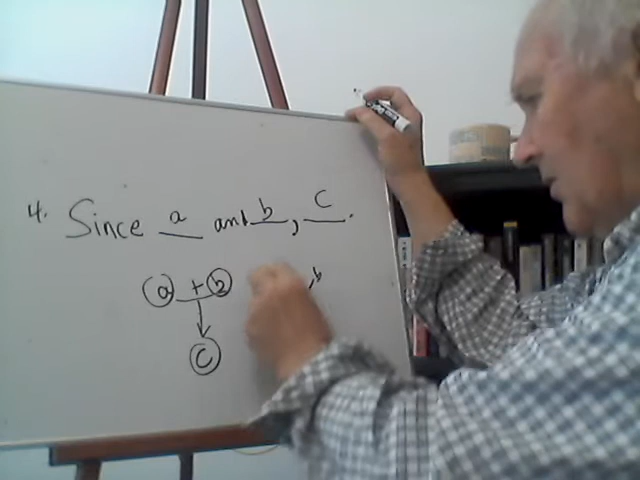 4. Since a and b, c.
a + b
b
c